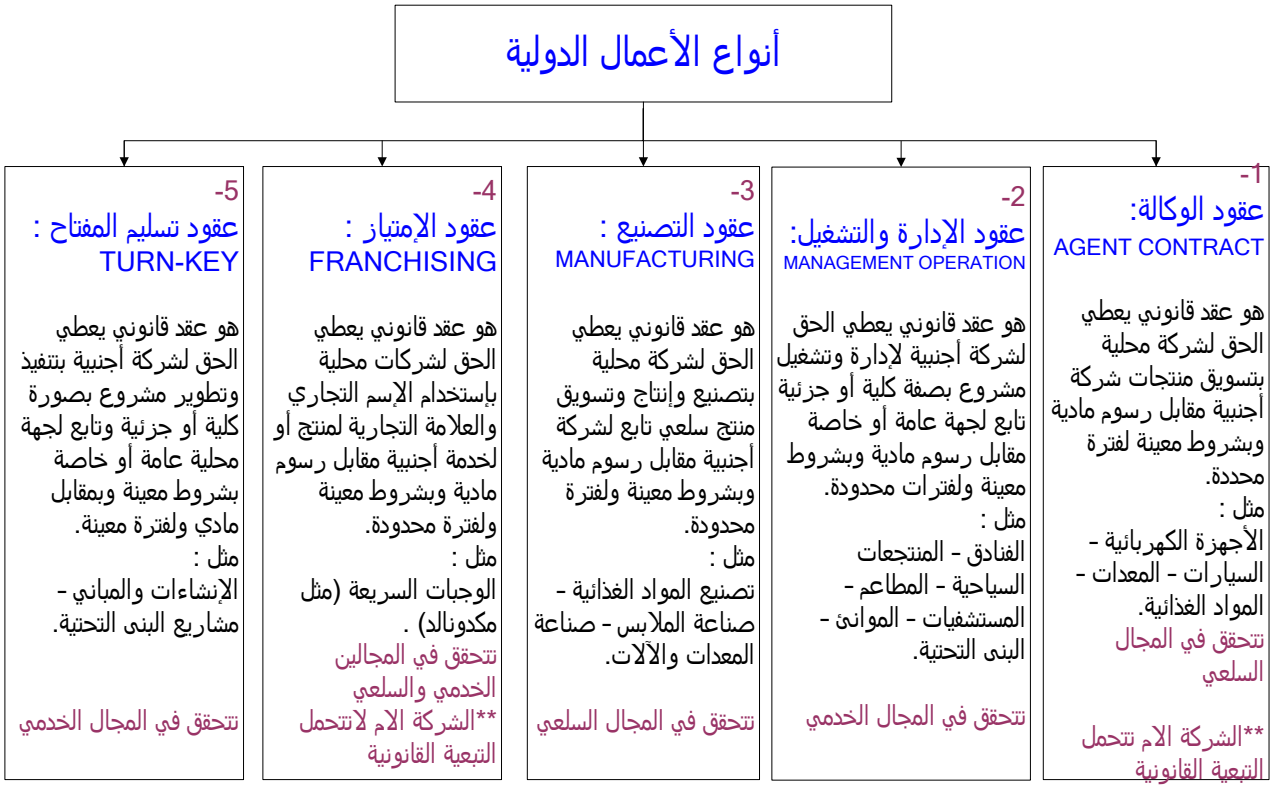 أنواع الأعمال الدولية
-1
عقود الوكالة:
AGENT CONTRACT
هو عقد قانوني يعطي
الحق لشركة محلية
بتسويق منتجات شركة
أجنبية مقابل رسوم مادية
وبشروط معينة لفترة
محددة.
مثل :
الأجهزة الكهربائية –
السيارات – المعدات –
المواد الغذائية.
تتحقق في المجال
السلعي
**الشركة الام تتحمل
التبعية القانونية
-2
عقود الإدارة والتشغيل:
MANAGEMENT OPERATION
هو عقد قانوني يعطي الحق
لشركة أجنبية لإدارة وتشغيل
مشروع بصفة كلية أو جزئية
تابع لجهة عامة أو خاصة
مقابل رسوم مادية وبشروط
معينة ولفترات محدودة.
مثل :
الفنادق – المنتجعات
السياحية – المطاعم –
المستشفيات – الموانئ –
البنى التحتية.
تتحقق في المجال الخدمي
-3
عقود التصنيع :
MANUFACTURING
هو عقد قانوني يعطي
الحق لشركة محلية
بتصنيع وإنتاج وتسويق
منتج سلعي تابع لشركة
أجنبية مقابل رسوم مادية
وبشروط معينة ولفترة
محدودة.
مثل :
تصنيع المواد الغذائية –
صناعة الملابس – صناعة
المعدات والآلات.
تتحقق في المجال السلعي
-4
عقود الإمتياز :
FRANCHISING
هو عقد قانوني يعطي
الحق لشركات محلية
بإستخدام الإسم التجاري
والعلامة التجارية لمنتج أو
لخدمة أجنبية مقابل رسوم
مادية وبشروط معينة
ولفترة محدودة.
مثل :
الوجبات السريعة (مثل
مكدونالد) .
تتحقق في المجالين
الخدمي والسلعي
**الشركة الام لاتتحمل
التبعية القانونية
-5
عقود تسليم المفتاح :
TURN-KEY
هو عقد قانوني يعطي
الحق لشركة أجنبية بتنفيذ
وتطوير مشروع بصورة
كلية أو جزئية وتابع لجهة
محلية عامة أو خاصة
بشروط معينة وبمقابل
مادي ولفترة معينة.
مثل :
الإنشاءات والمباني –
مشاريع البنى التحتية.
تتحقق في المجال الخدمي